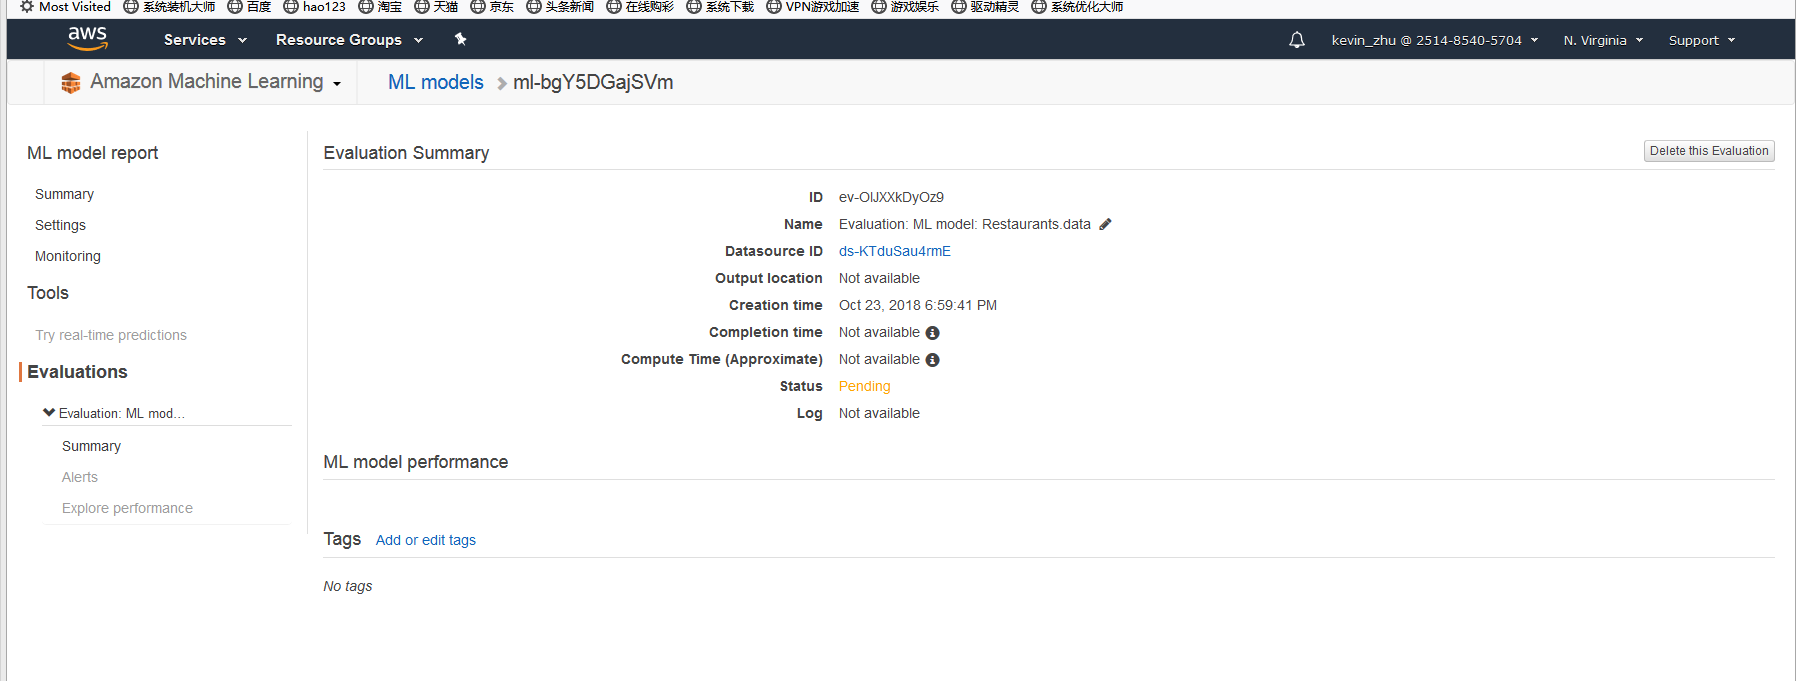 Most Visited 系统装机大师 百度 hao123 淘宝 天猫 京东 头条新闻 在线购彩 系统下载 VPN游戏加速 游戏娱乐 驱动精灵 系统优化大师
aws Services Resource Groups kevin_zhu @ 2514-8540-5704 N. Virginia Support
Amazon Machine Learning ML models ml-bgY5DGajSVm
ML model report
Summary
Settings
Monitoring
Tools
Try real-time predictions
Evaluations
Evaluation: ML mod...
Summary
Alerts
Explore performance
Evaluation Summary Delete this Evaluation
ID ev-OlJXXkDyOz9
Name Evaluation: ML model: Restaurants.data
Datasource ID ds-KTduSau4rmE
Output location Not available
Creation time Oct 23, 2018 6:59:41 PM
Completion time Not available
Compute Time (Approximate) Not available
Status Pending
Log Not available
ML model performance
Tags Add or edit tags
No tags